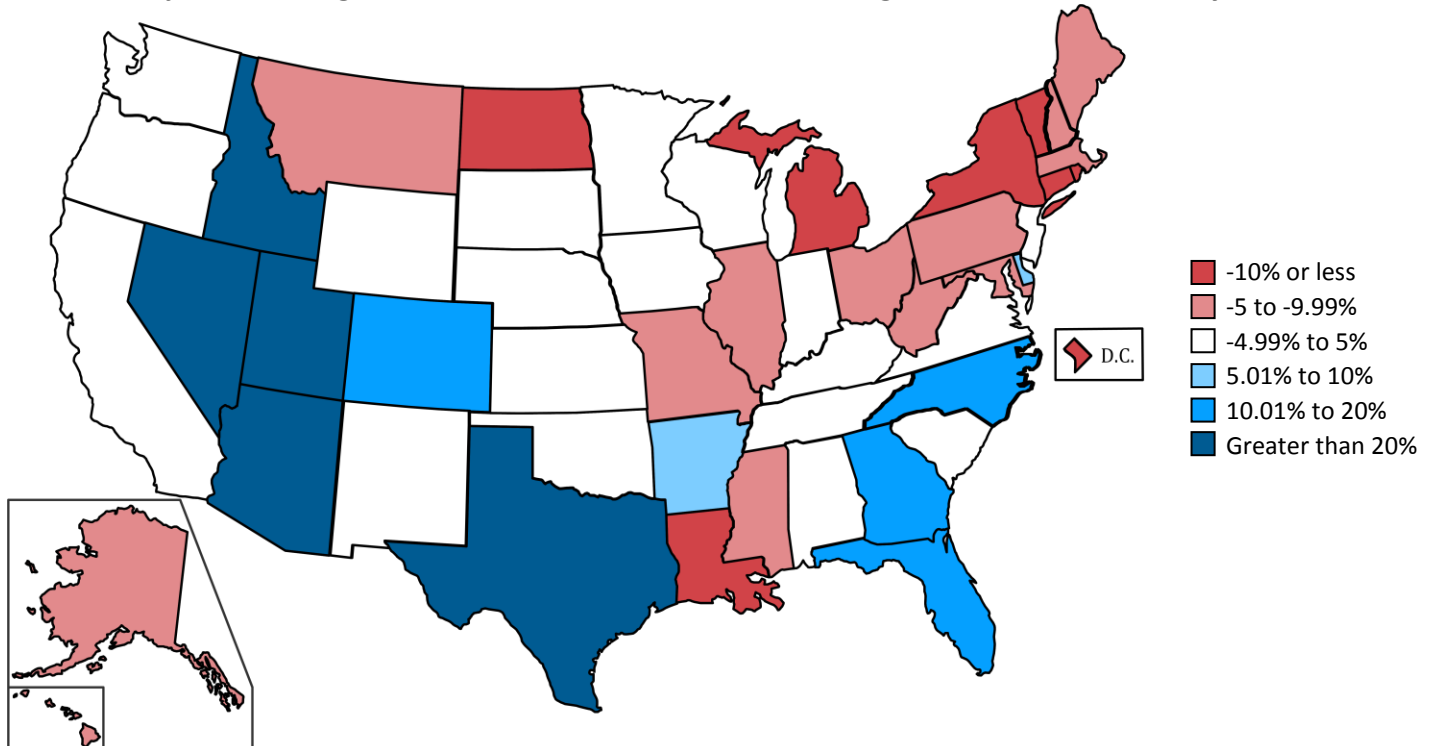 D.C.
-10% or less
-5 to -9.99%
-4.99% to 5%
5.01% to 10%
10.01% to 20%
Greater than 20%